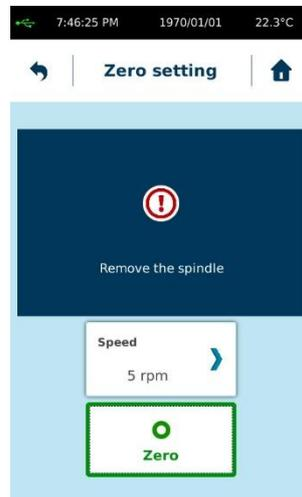 7:46:25 PM 1970/01/01 22.3°C
Zero setting
Remove the spindle
Speed
5 rpm
Zero